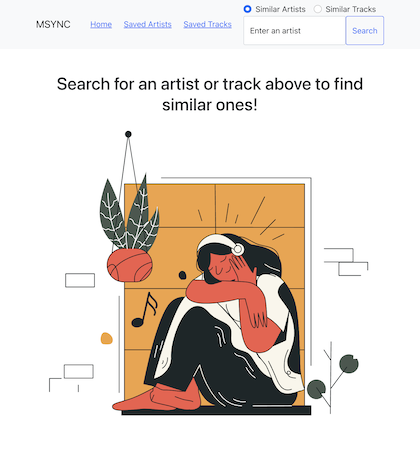 Similar Artists Similar Tracks
MSYNC Home Saved Artists Saved Tracks Enter an artist Search
Search for an artist or track above to find
similar ones!